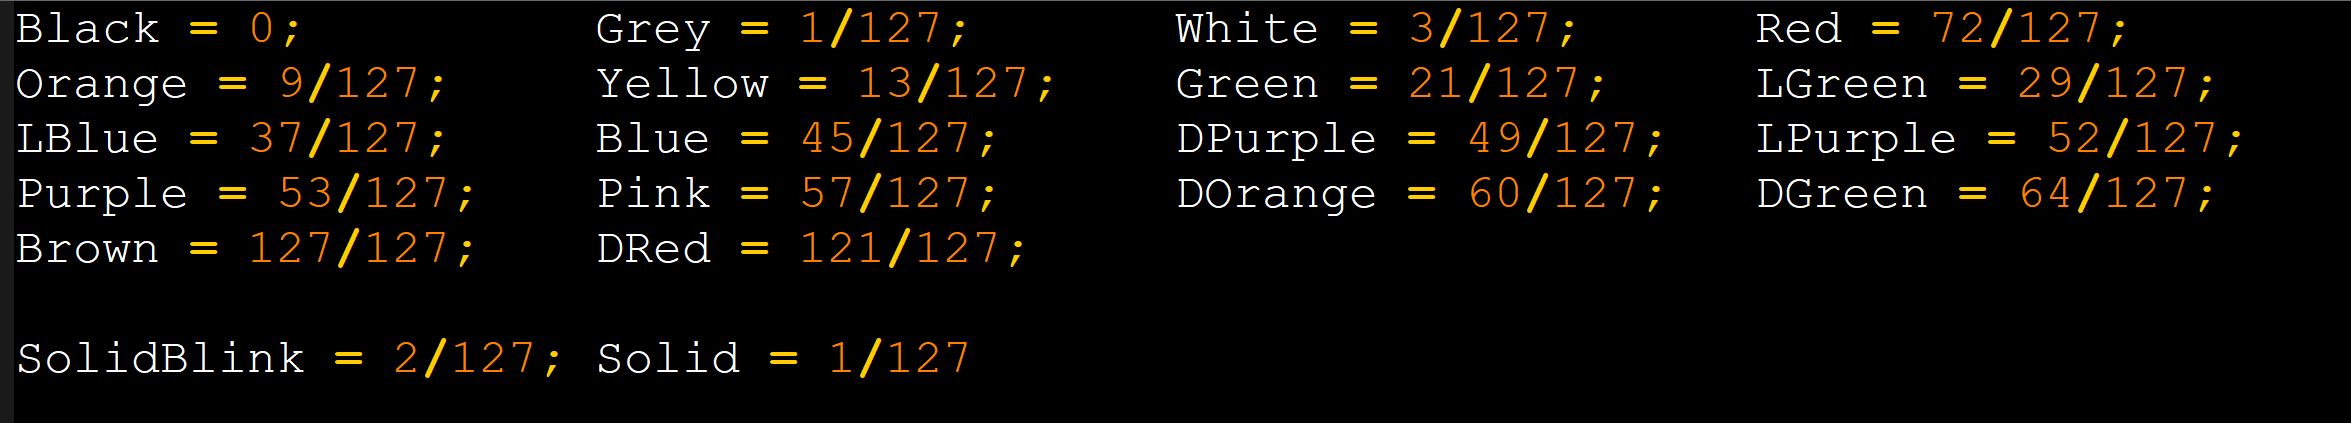 Black = 0; Grey = 1/127; White = 3/127; Red = 72/127;
Orange = 9/127; Yellow = 13/127; Green = 21/127; LGreen = 29/127;
LBlue = 37/127; Blue = 45/127; DPurple = 49/127; LPurple = 52/127;
Purple = 53/127; Pink = 57/127; DOrange = 60/127; DGreen = 64/127;
Brown = 127/127; DRed = 121/127;
SolidBlink = 2/127; Solid = 1/127